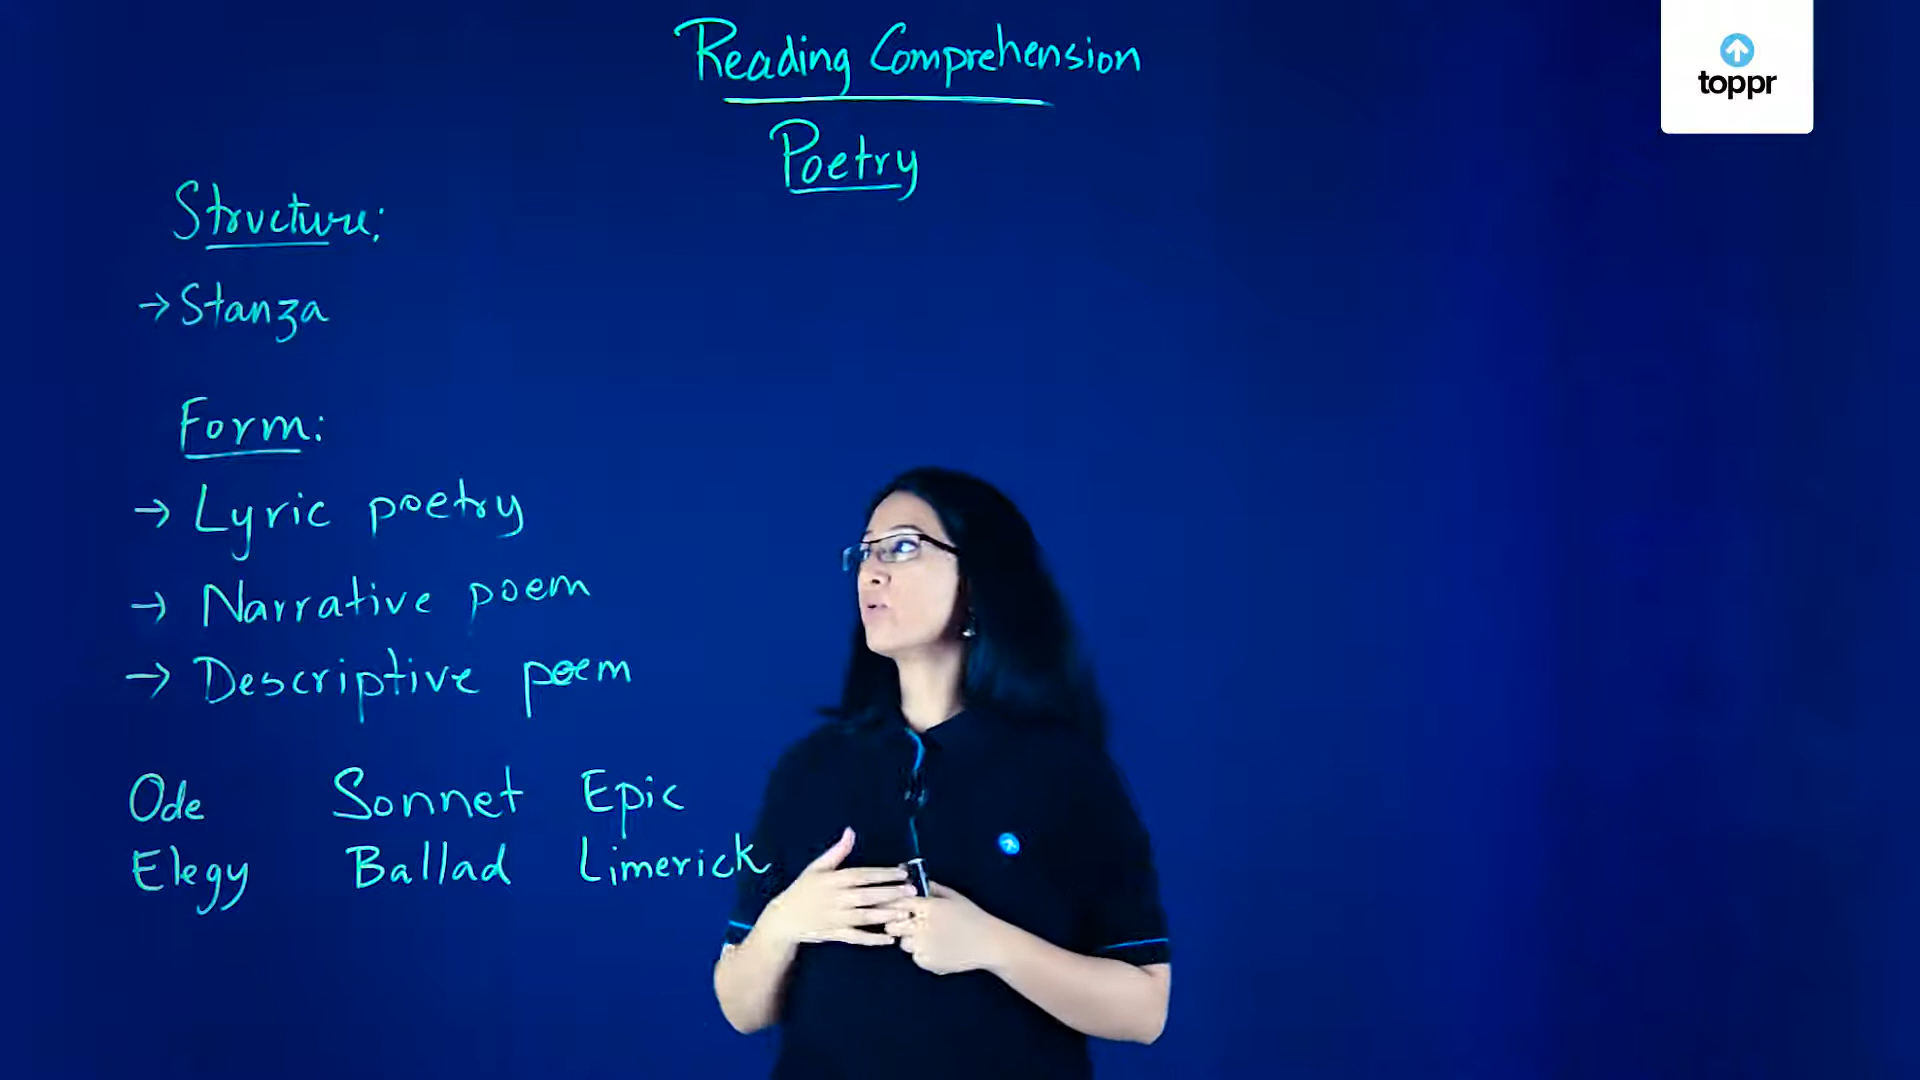 Reading Comprehension
Poetry
toppr
Structure:
→ Stanza
Form:
→ Lyric poetry
→ Narrative poem
→ Descriptive poem
Ode Sonnet Epic
Elegy Ballad Limerick